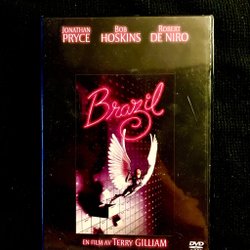 JONATHAN PRYCE
BOB HOSKINS
ROBERT DE NIRO
Brazil
EN FILM AV TERRY GILLIAM
DVD